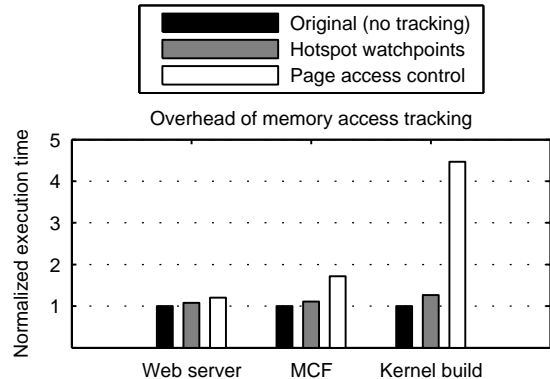 Original (no tracking)
Hotspot watchpoints
Page access control
Overhead of memory access tracking
Normalized execution time
5
4
3
2
1
Web server
MCF
Kernel build